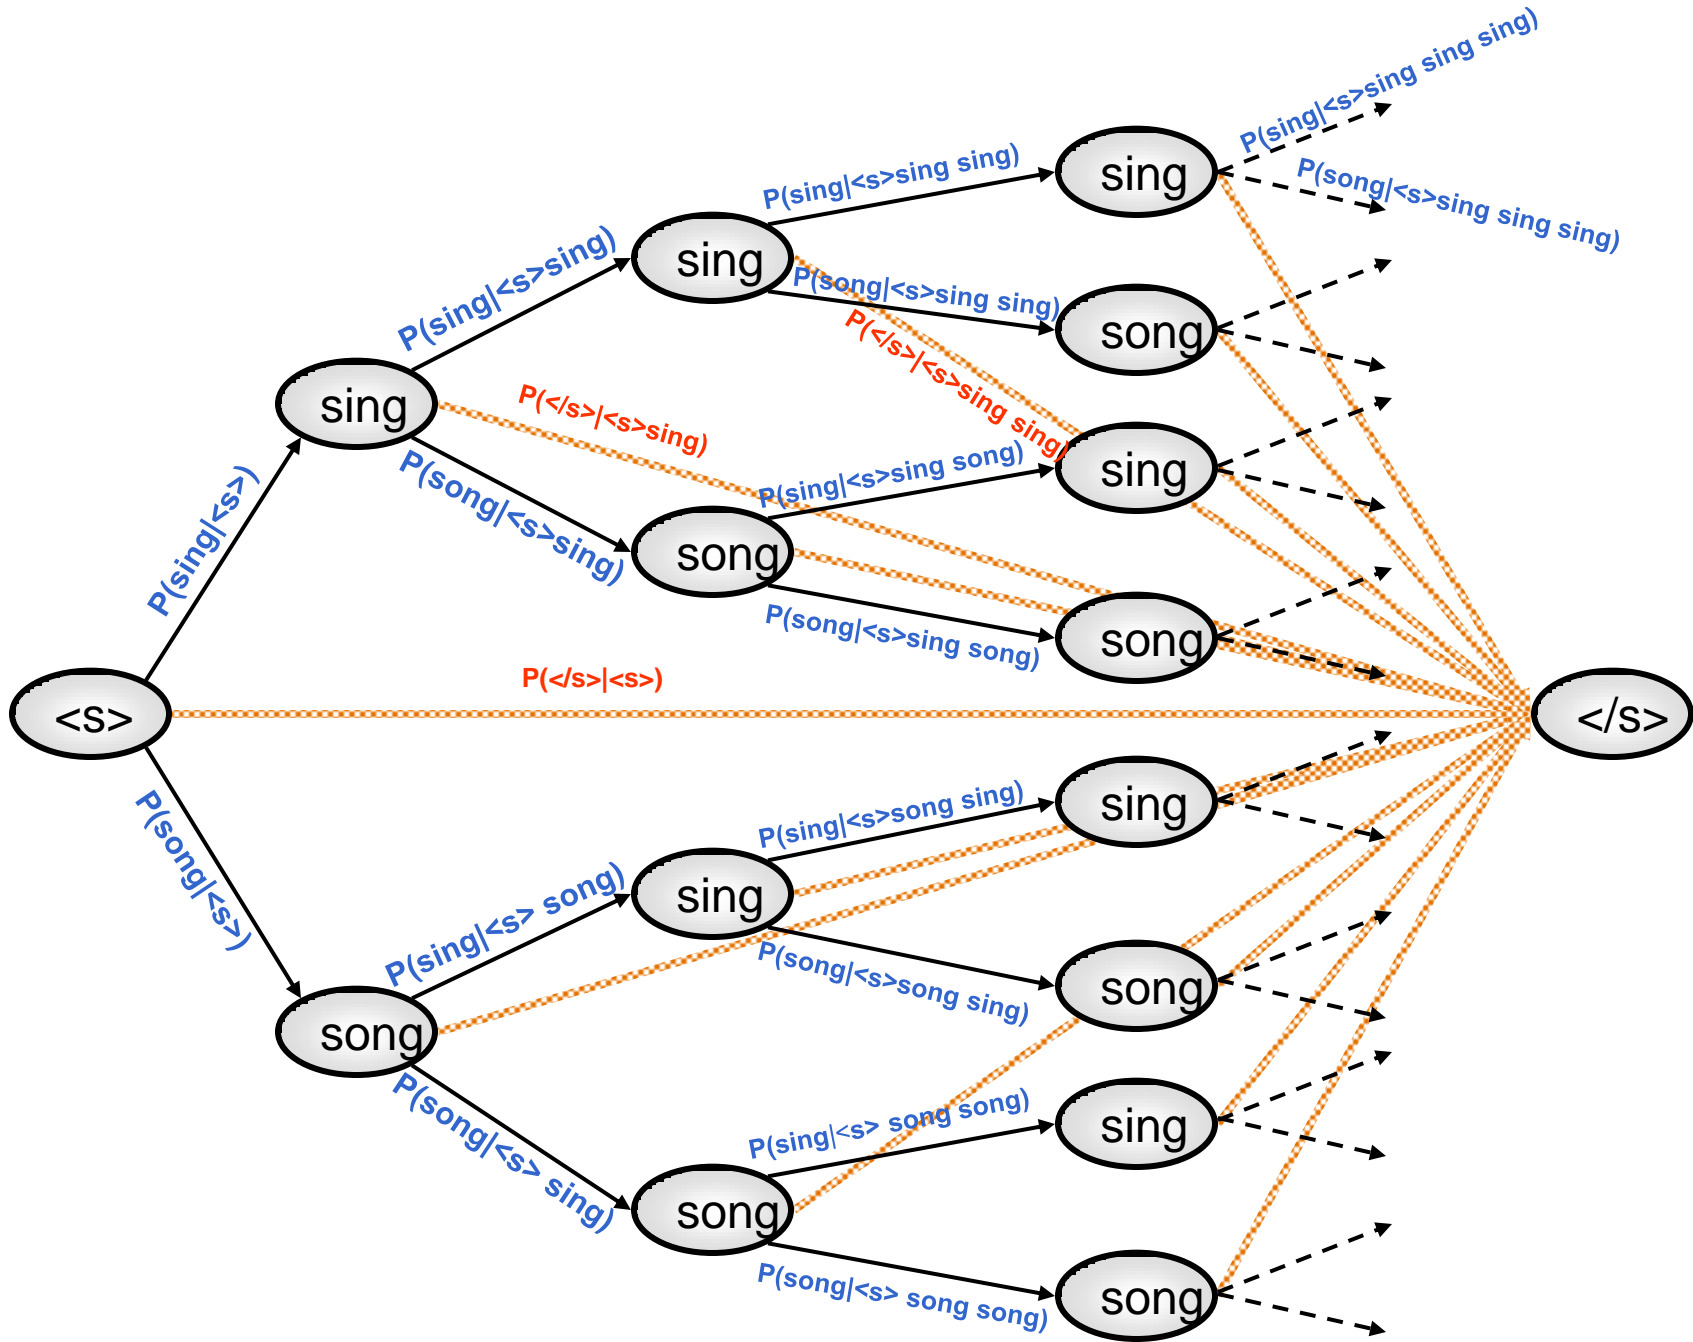 P(sing|<s>sing sing sing)
P(song|<s>sing sing sing)
P(sing|<s>sing sing)
sing
P(sing|<s>sing)
sing
P(song|<s>sing sing)
song
P(</s>|<s>sing sing)
sing
P(</s>|<s>sing)
P(sing|<s>sing song)
sing
P(song|<s>sing)
song
P(song|<s>sing song)
song
P(sing|<s>)
<s>
P(</s>|<s>)
</s>
P(song|<s>)
P(sing|<s>song sing)
sing
P(sing|<s> song)
sing
P(song|<s>song sing)
song
song
P(song|<s> sing)
P(sing|<s> song song)
sing
song
P(song|<s> song song)
song